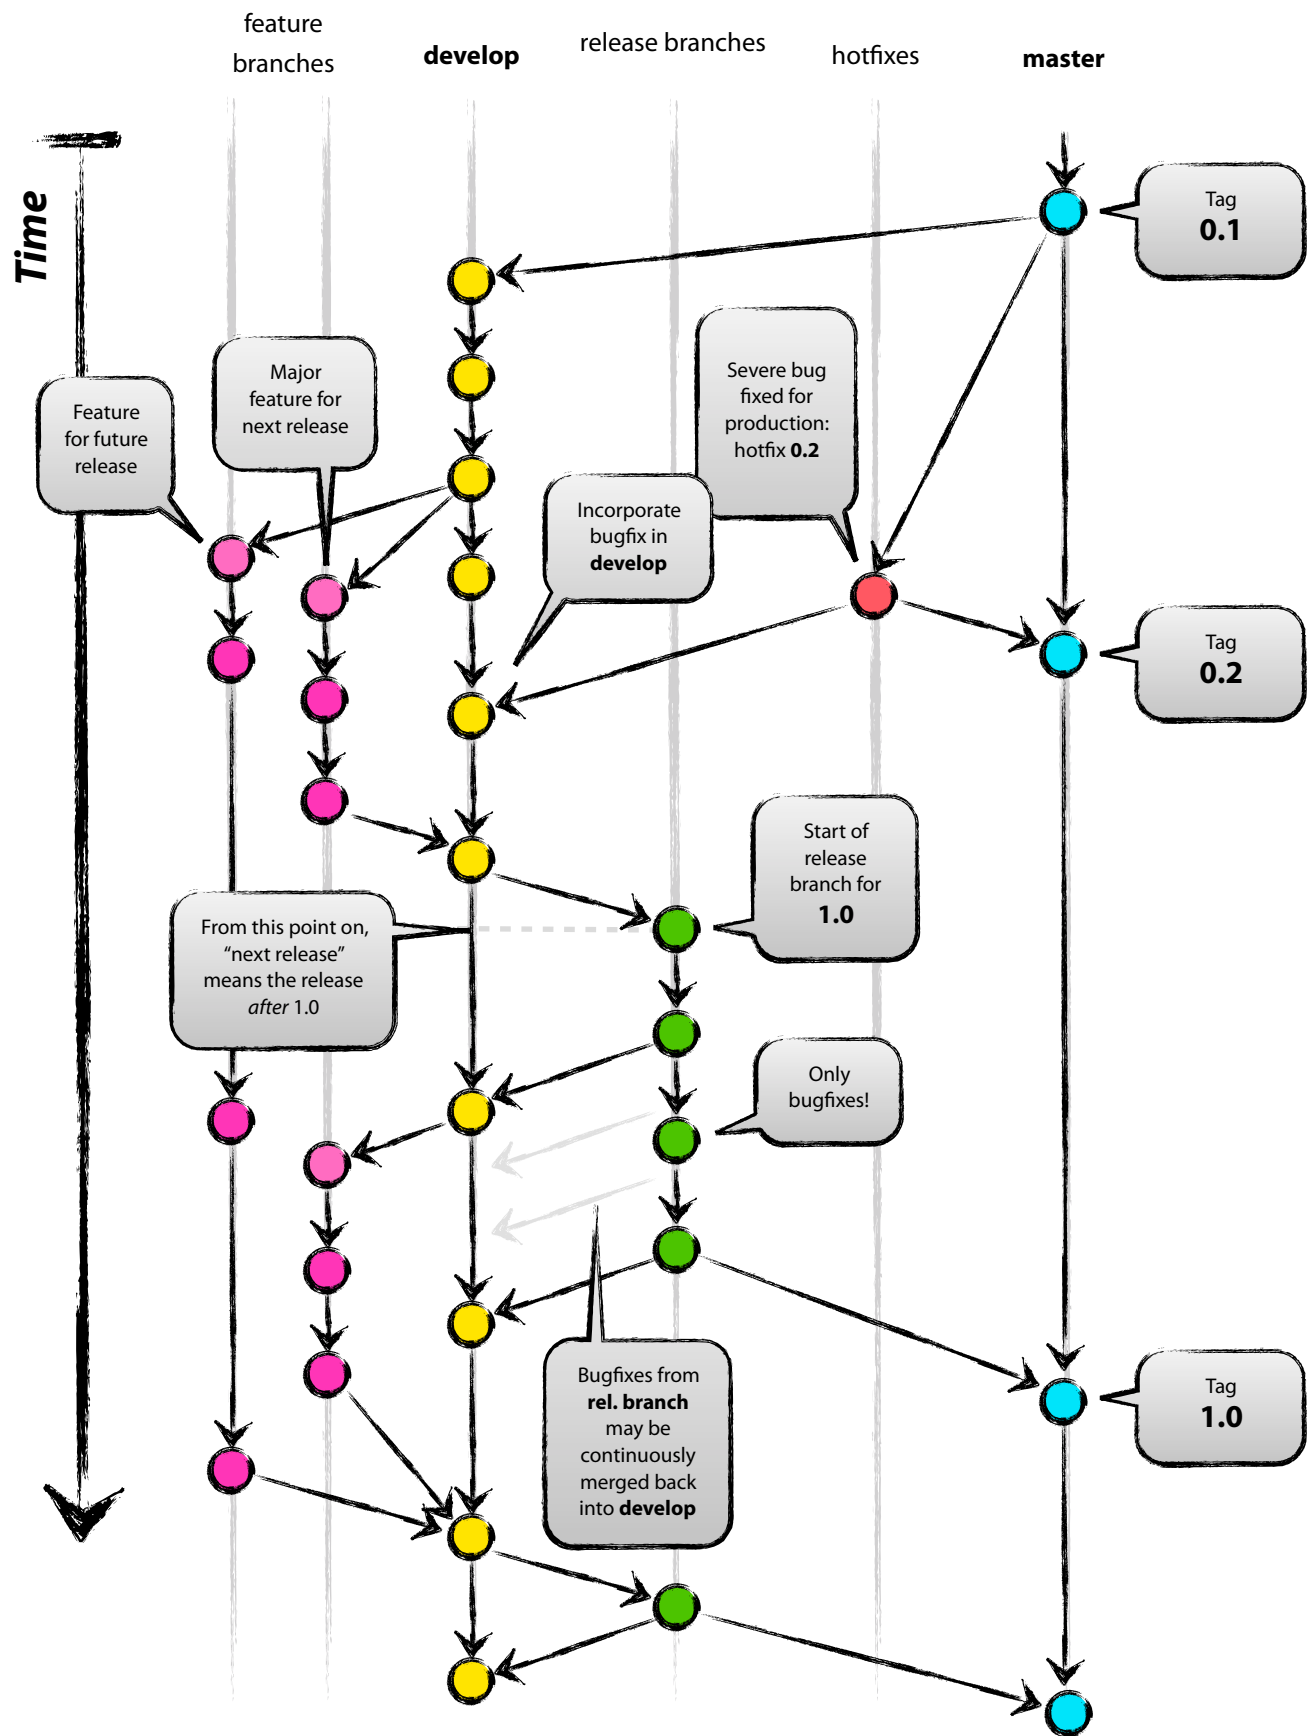 feature
branches
develop
release branches
hotfixes
master
Time
Tag
0.1
Major
feature for
next release
Feature
for future
release
Severe bug
fixed for
production:
hotfix 0.2
Incorporate
bugfix in
develop
Tag
0.2
Start of
release
branch for
1.0
From this point on,
“next release”
means the release
after 1.0
Only
bugfixes!
Bugfixes from
rel. branch
may be
continuously
merged back
into develop
Tag
1.0